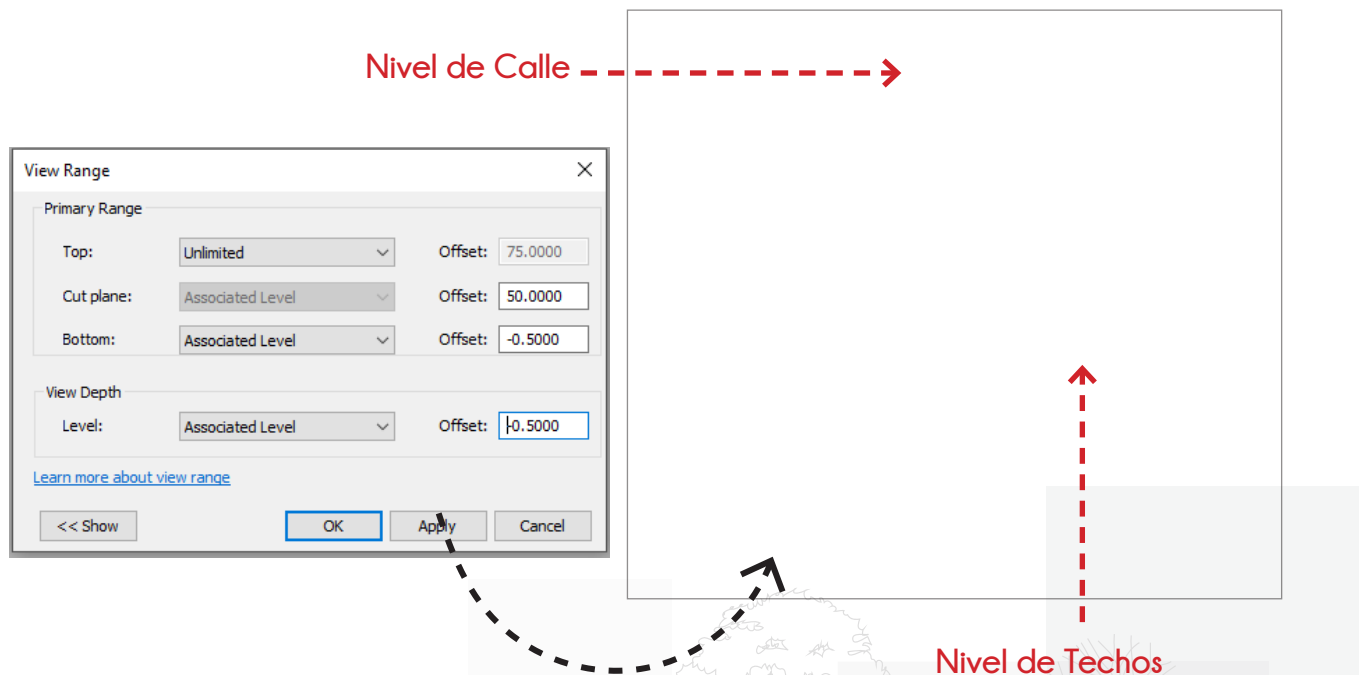 Nivel de Calle
View Range
Primary Range
Top: Unlimited Offset: 75.0000
Cut plane: Associated Level Offset: 50.0000
Bottom: Associated Level Offset: -0.5000
View Depth
Level: Associated Level Offset: -0.5000
Learn more about view range
<< Show OK Apply Cancel
Nivel de Techos